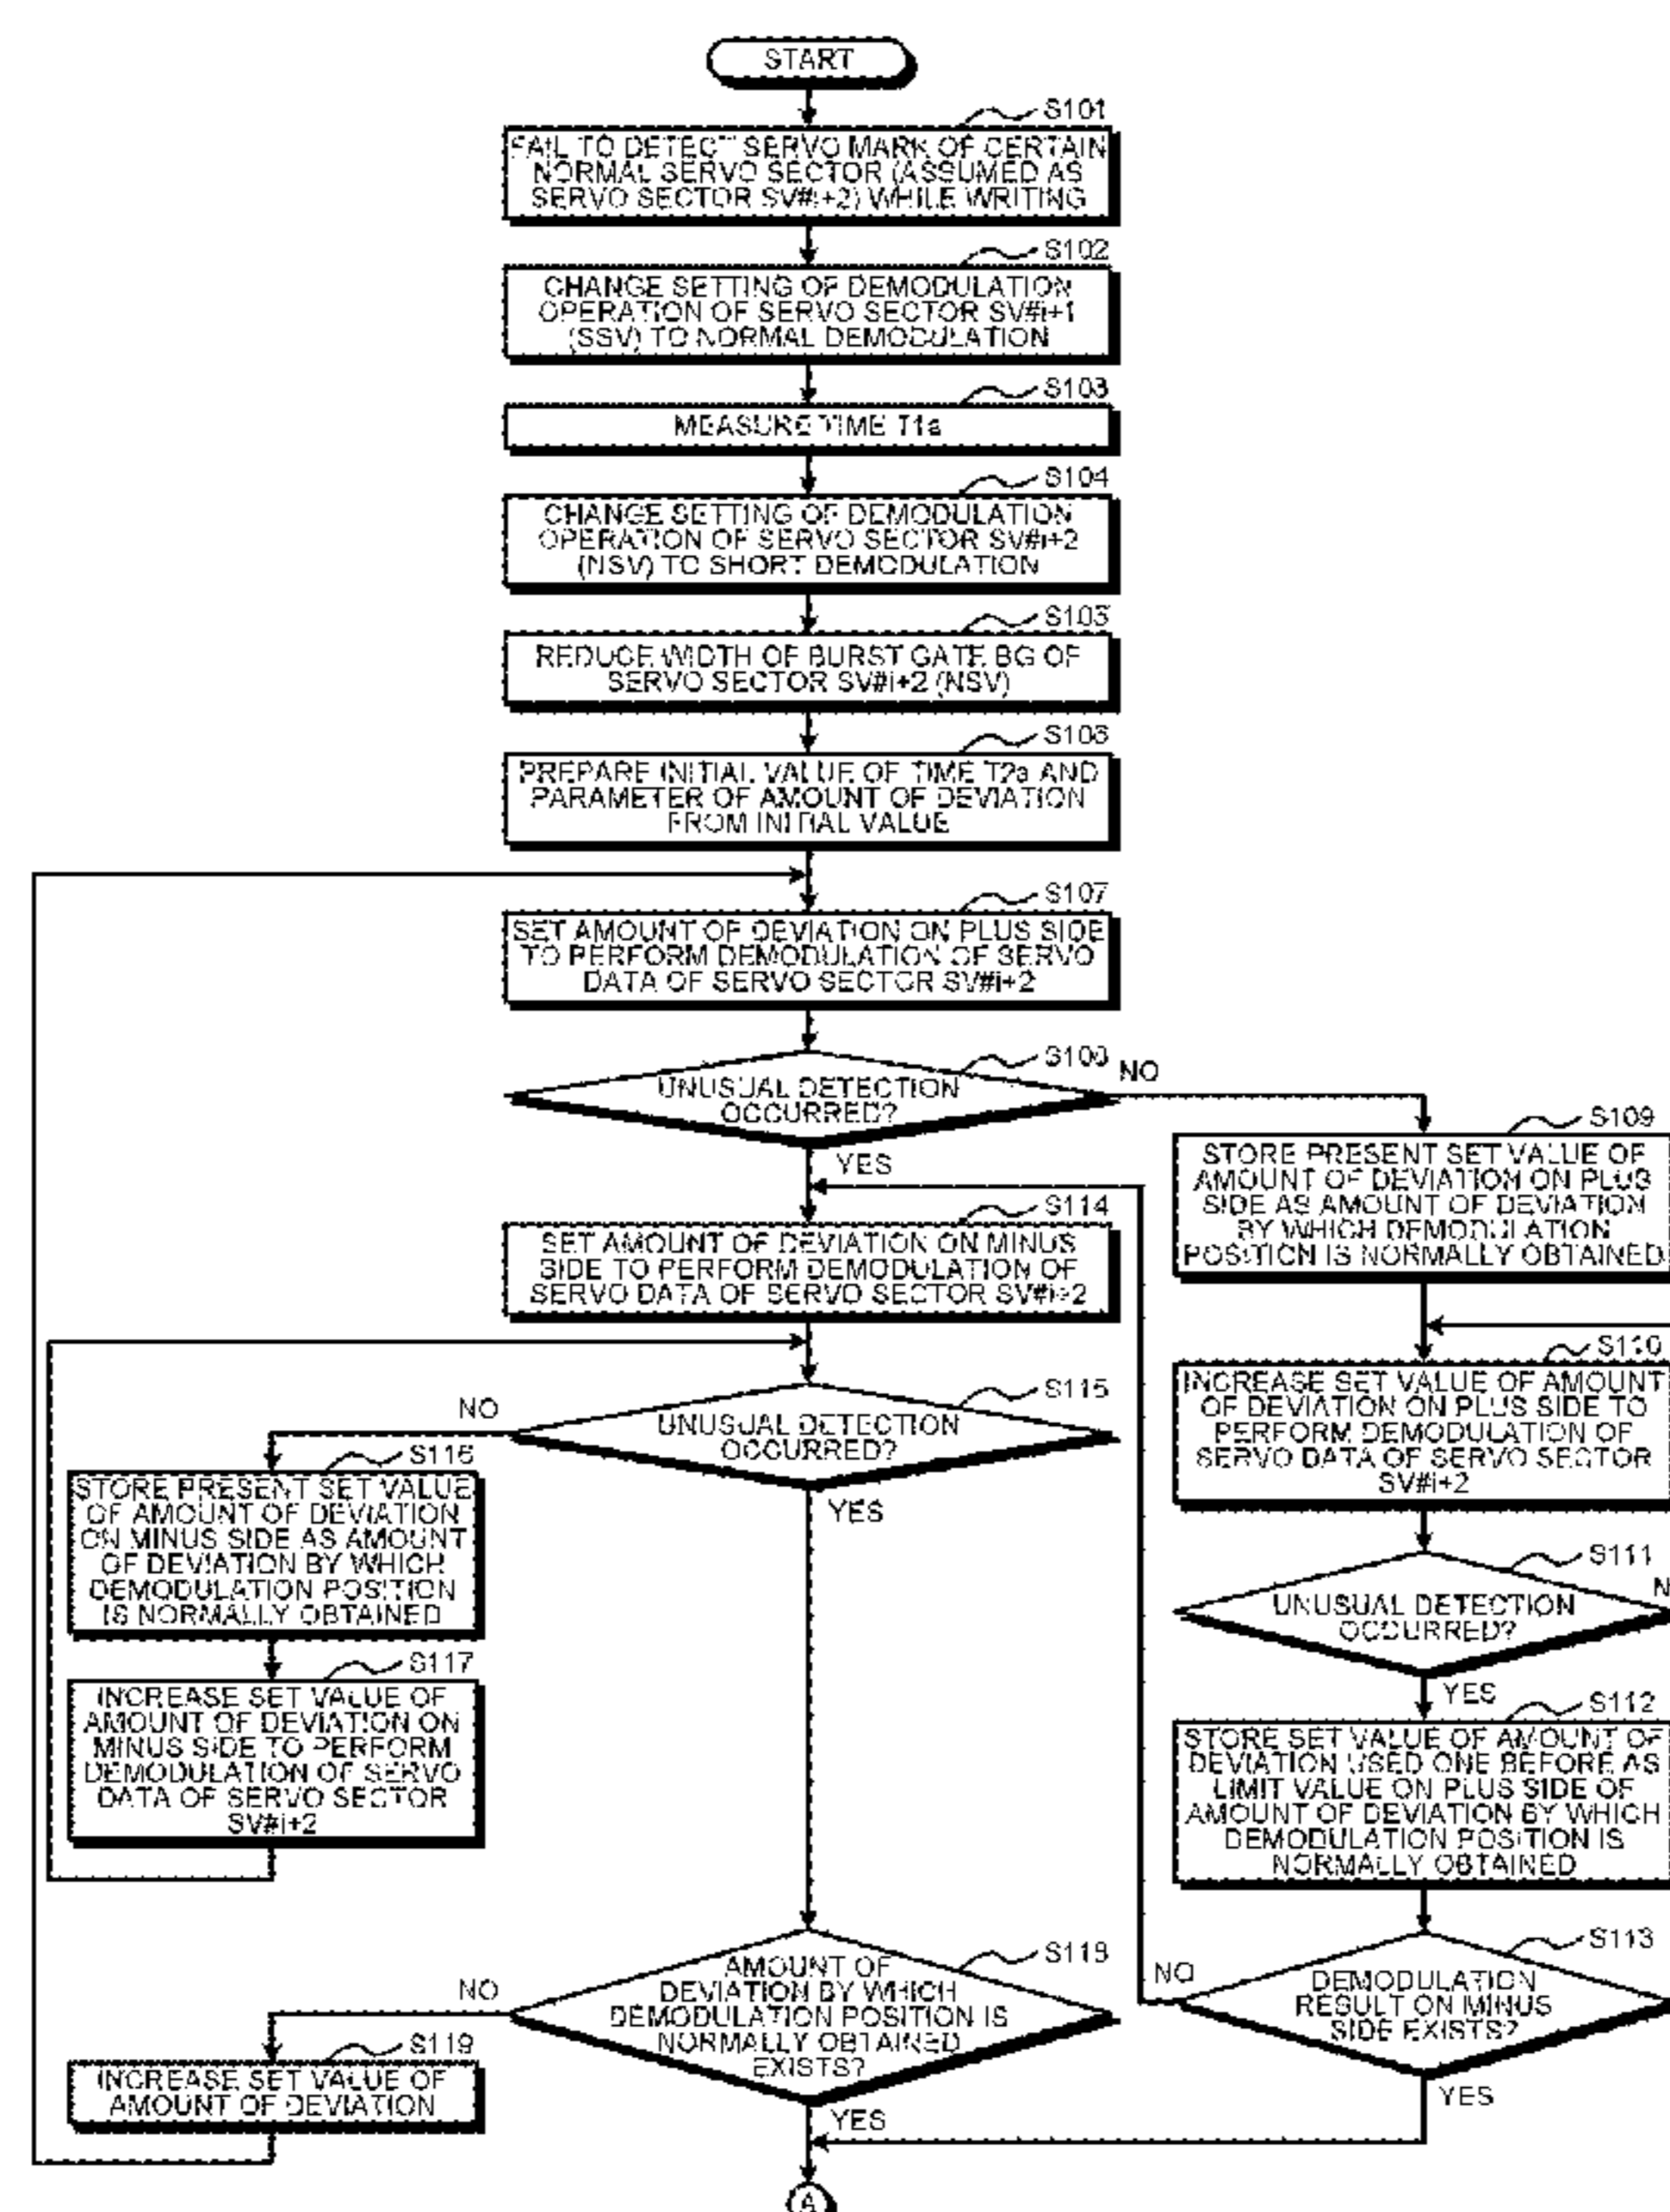 START
S101
FAIL TO DETECT SERVO MARK OF CERTAIN
NORMAL SERVO SECTOR (ASSUMED AS
SERVO SECTOR SV#i+2) WHILE WRITING
S102
CHANGE SETTING OF DEMODULATION
OPERATION OF SERVO SECTOR SV#i+1
(SSV) TO NORMAL DEMODULATION
S103
MEASURE TIME T1a
S104
CHANGE SETTING OF DEMODULATION
OPERATION OF SERVO SECTOR SV#i+2
(NSV) TO SHORT DEMODULATION
S105
REDUCE WIDTH OF BURST GATE BG OF
SERVO SECTOR SV#i+2 (NSV)
S106
PREPARE INITIAL VALUE OF TIME T2a AND
PARAMETER OF AMOUNT OF DEVIATION
FROM INITIAL VALUE
S107
SET AMOUNT OF DEVIATION ON PLUS SIDE
TO PERFORM DEMODULATION OF SERVO
DATA OF SERVO SECTOR SV#i+2
S108
UNUSUAL DETECTION
OCCURRED?
NO
YES
S109
STORE PRESENT SET VALUE OF
AMOUNT OF DEVIATION ON PLUS
SIDE AS AMOUNT OF DEVIATION
BY WHICH DEMODULATION
POSITION IS NORMALLY OBTAINED
S114
SET AMOUNT OF DEVIATION ON MINUS
SIDE TO PERFORM DEMODULATION OF
SERVO DATA OF SERVO SECTOR SV#i+2
S110
INCREASE SET VALUE OF AMOUNT
OF DEVIATION ON PLUS SIDE TO
PERFORM DEMODULATION OF
SERVO DATA OF SERVO SECTOR
SV#i+2
S115
UNUSUAL DETECTION
OCCURRED?
NO
YES
S116
STORE PRESENT SET VALUE
OF AMOUNT OF DEVIATION
ON MINUS SIDE AS AMOUNT
OF DEVIATION BY WHICH
DEMODULATION POSITION
IS NORMALLY OBTAINED
S111
UNUSUAL DETECTION
OCCURRED?
N
YES
S117
INCREASE SET VALUE OF
AMOUNT OF DEVIATION ON
MINUS SIDE TO PERFORM
DEMODULATION OF SERVO
DATA OF SERVO SECTOR
SV#i+2
S112
STORE SET VALUE OF AMOUNT OF
DEVIATION USED ONE BEFORE AS
LIMIT VALUE ON PLUS SIDE OF
AMOUNT OF DEVIATION BY WHICH
DEMODULATION POSITION IS
NORMALLY OBTAINED
S118
AMOUNT OF
DEVIATION BY WHICH
DEMODULATION POSITION IS
NORMALLY OBTAINED
EXISTS?
NO
YES
S113
DEMODULATION
RESULT ON MINUS
SIDE EXISTS?
NO
YES
S119
INCREASE SET VALUE OF
AMOUNT OF DEVIATION
A